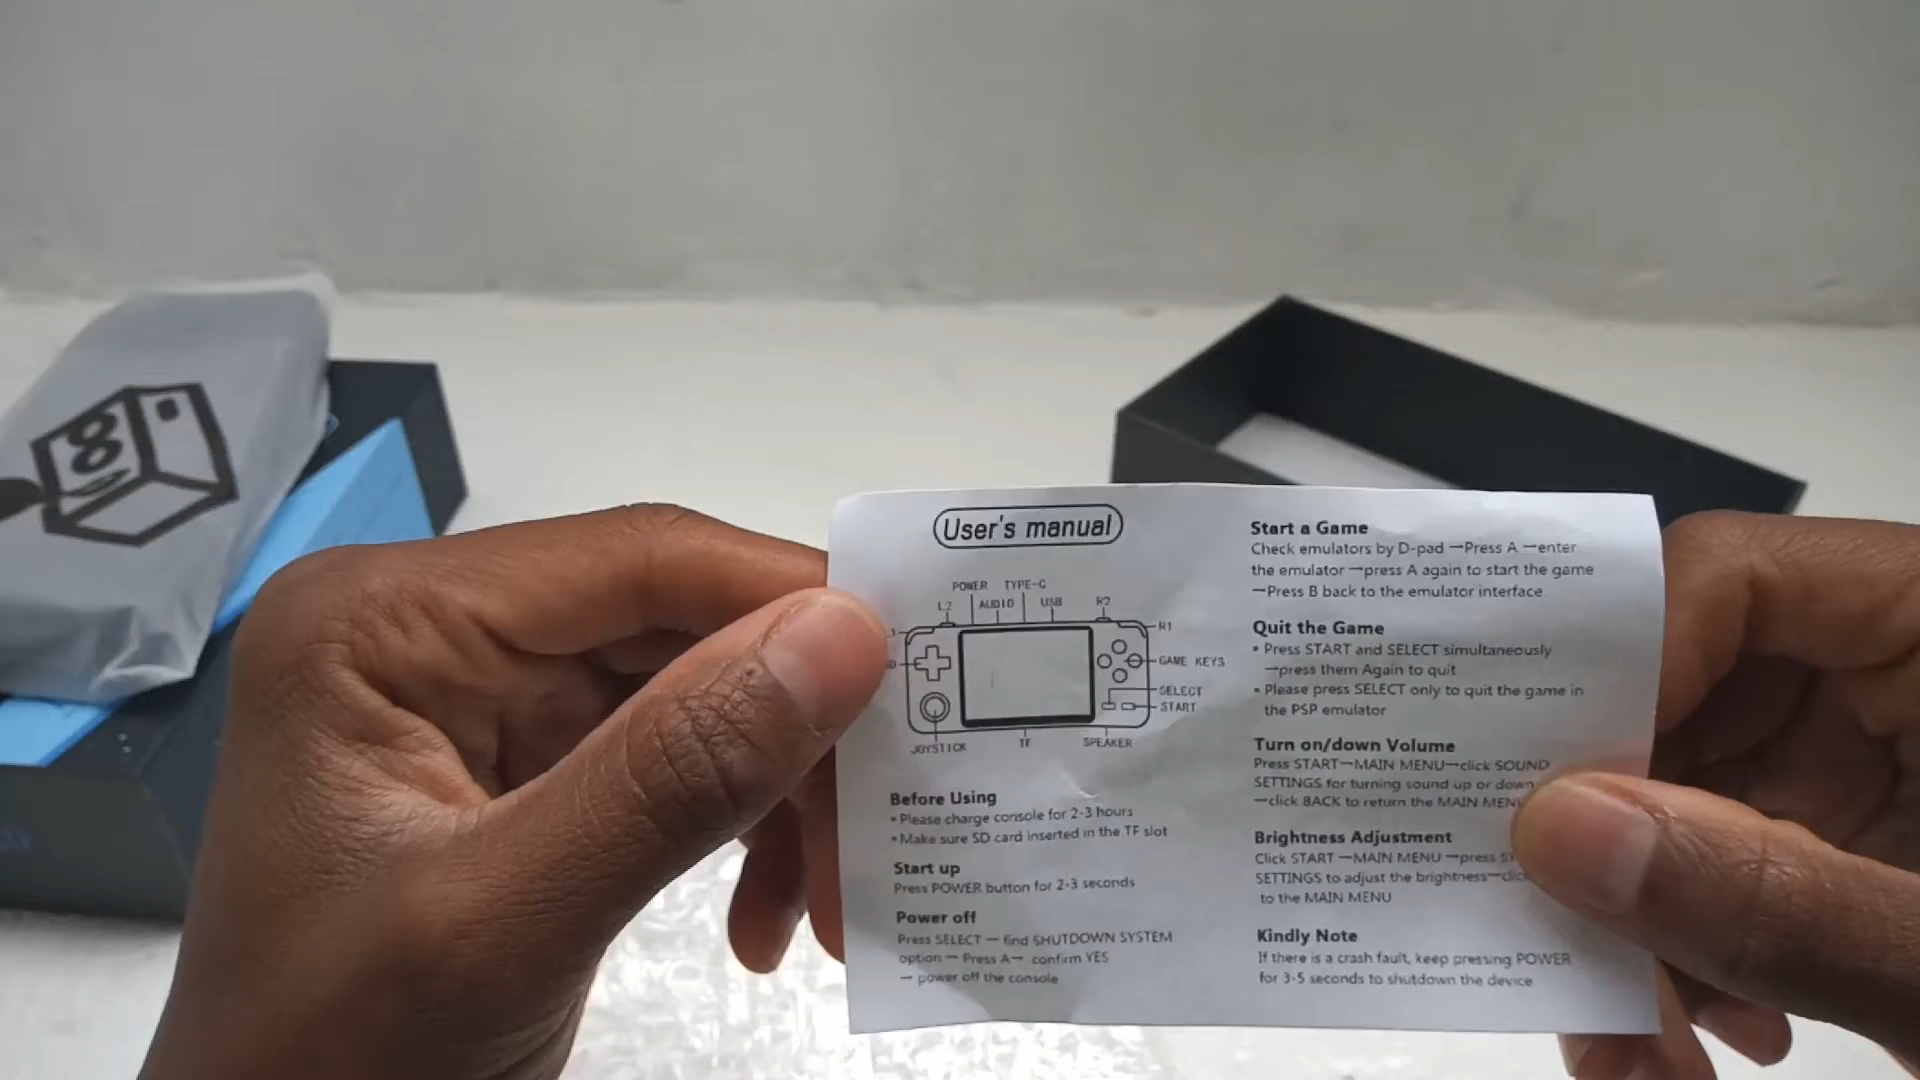 User's manual
POWER TYPE-C
L2 AUDIO USB R2
R1
GAME KEYS
SELECT
START
JOYSTICK TF SPEAKER
Before Using
• Please charge console for 2-3 hours
• Make sure SD card inserted in the TF slot
Start up
Press POWER button for 2-3 seconds
Power off
Press SELECT → find SHUTDOWN SYSTEM
option → Press A→ confirm YES
→ power off the console
Start a Game
Check emulators by D-pad →Press A →enter
the emulator →press A again to start the game
→Press B back to the emulator interface
Quit the Game
• Press START and SELECT simultaneously
→press them Again to quit
• Please press SELECT only to quit the game in
the PSP emulator
Turn on/down Volume
Press START→MAIN MENU→click SOUND
SETTINGS for turning sound up or down
→click BACK to return the MAIN MENU
Brightness Adjustment
Click START →MAIN MENU →press
SETTINGS to adjust the brightness→
to the MAIN MENU
Kindly Note
If there is a crash fault, keep pressing POWER
for 3-5 seconds to shutdown the device
8